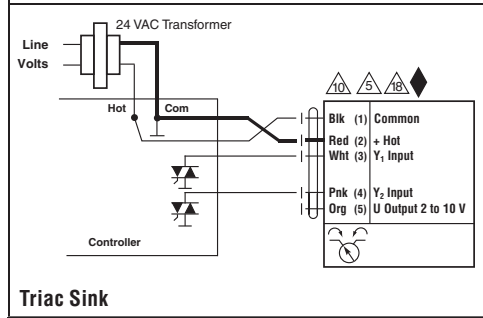 24 VAC Transformer
Line
Volts
Hot
Com
10 5 18
Blk (1) Common
Red (2) + Hot
Wht (3) Y₁ Input
Pnk (4) Y₂ Input
Org (5) U Output 2 to 10 V
Controller
Triac Sink